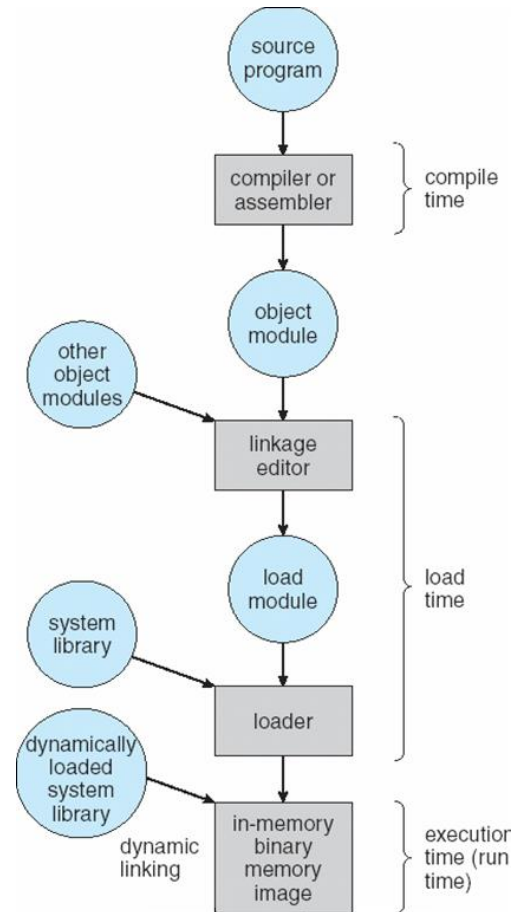 source
program
compiler or
assembler
compile
time
object
module
other
object
modules
linkage
editor
load
module
load
time
system
library
loader
dynamically
loaded
system
library
dynamic
linking
in-memory
binary
memory
image
execution
time (run
time)